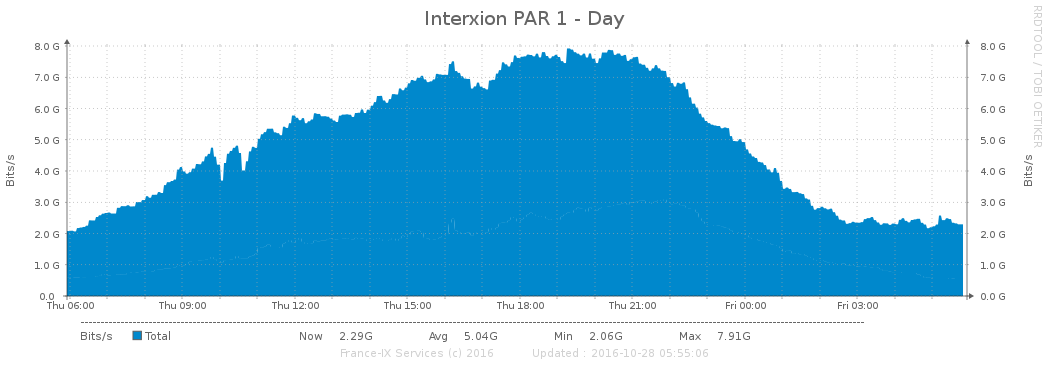 Interxion PAR 1 - Day
RRDTOOL / TOBI OETIKER
Bits/s
8.0 G
7.0 G
6.0 G
5.0 G
4.0 G
3.0 G
2.0 G
1.0 G
0.0
8.0 G
7.0 G
6.0 G
5.0 G
4.0 G
3.0 G
2.0 G
1.0 G
0.0 G
Bits/s
Thu 06:00 Thu 09:00 Thu 12:00 Thu 15:00 Thu 18:00 Thu 21:00 Fri 00:00 Fri 03:00
Bits/s Total Now 2.29G Avg 5.04G Min 2.06G Max 7.91G
France-IX Services (c) 2016 Updated : 2016-10-28 05:55:06